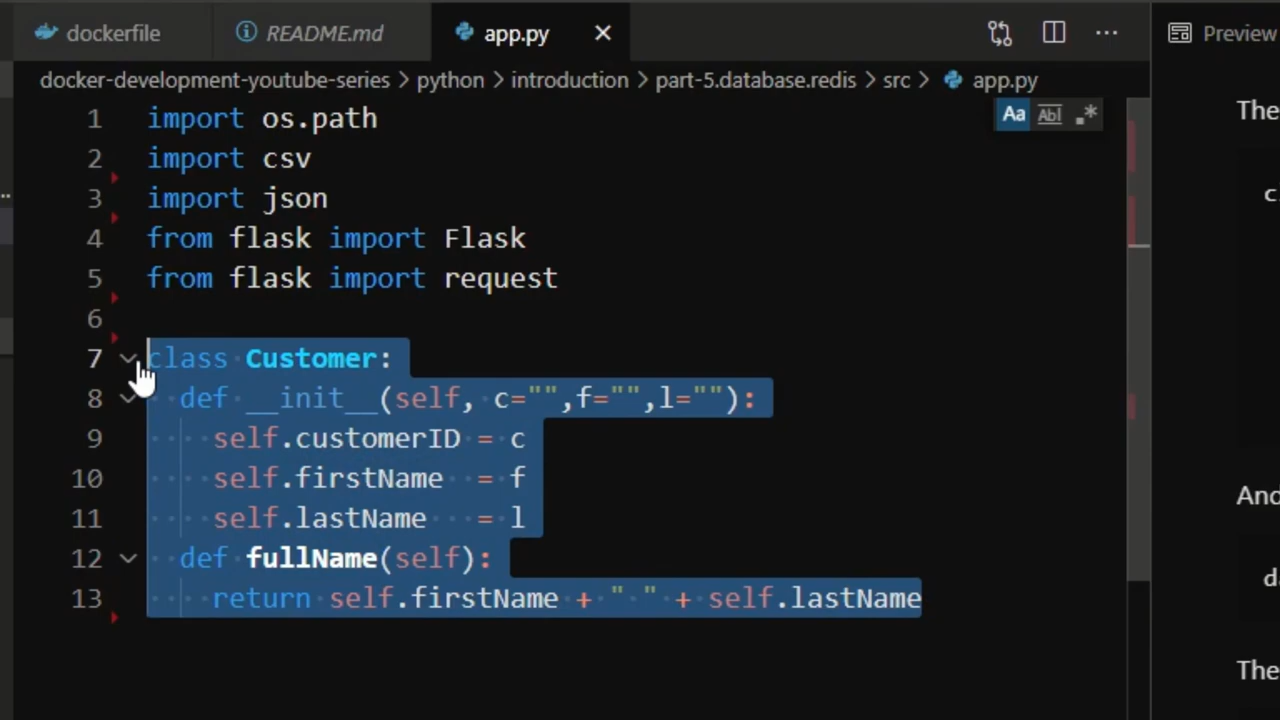 dockerfile README.md app.py
Preview
docker-development-youtube-series > python > introduction > part-5.database.redis > src > app.py
Aa Abl .*
The
1 import os.path
2 import csv
3 import json
4 from flask import Flask
5 from flask import request
6
7 class Customer:
8   def __init__(self, c="",f="",l=""):
9     self.customerID = c
10     self.firstName  = f
11     self.lastName   = l
12   def fullName(self):
13     return self.firstName + " " + self.lastName
c
And
da
The